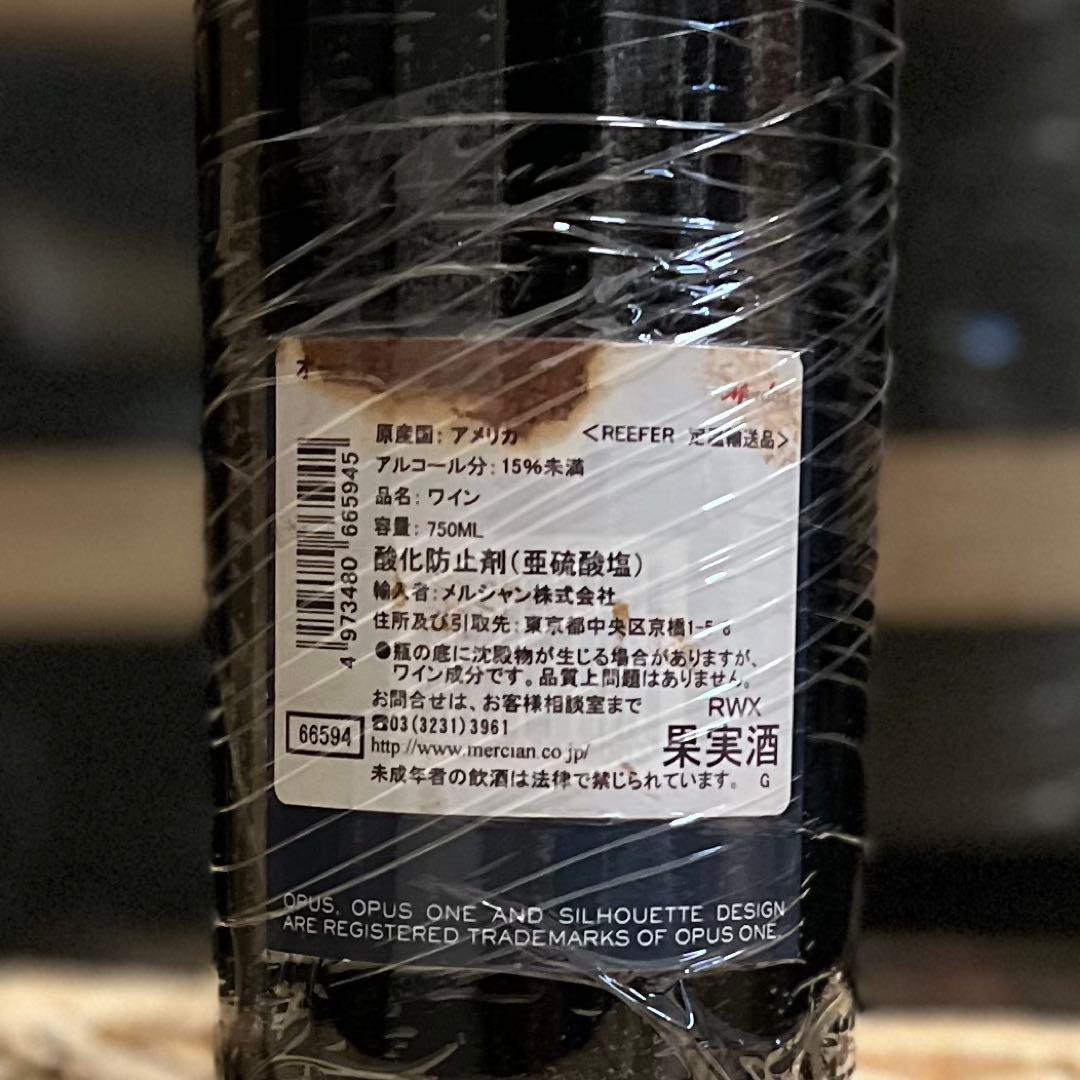 オ
原産国: アメリカ
<REEFER 定温輸送品>
アルコール分: 15%未満
品名: ワイン
容量: 750ML
酸化防止剤(亜硫酸塩)
輸入者: メルシャン株式会社
住所及び引取先: 東京都中央区京橋1-5
●瓶の底に沈殿物が生じる場合がありますが、
ワイン成分です。品質上問題はありません。
お問合せは、お客様相談室まで
RWX
☎03(3231)3961
http://www.mercian.co.jp/
果実酒
未成年者の飲酒は法律で禁じられています。 G
4 973480 665945
66594
OPUS, OPUS ONE AND SILHOUETTE DESIGN
ARE REGISTERED TRADEMARKS OF OPUS ONE.